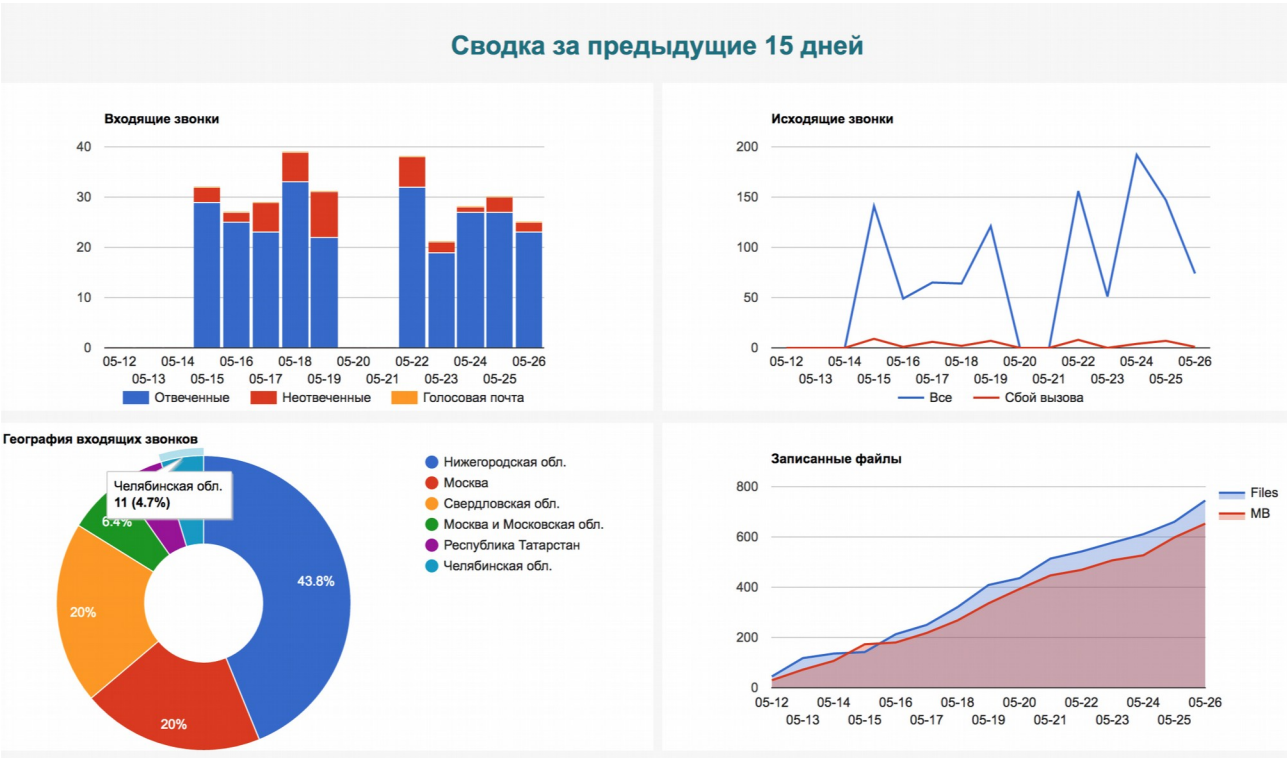 Сводка за предыдущие 15 дней
Входящие звонки
40
30
20
10
0
05-12 05-14 05-16 05-18 05-20 05-22 05-24 05-26
05-13 05-15 05-17 05-19 05-21 05-23 05-25
Отвеченные Неотвеченные Голосовая почта
Исходящие звонки
200
150
100
50
0
05-12 05-14 05-16 05-18 05-20 05-22 05-24 05-26
05-13 05-15 05-17 05-19 05-21 05-23 05-25
Все Сбой вызова
География входящих звонков
Челябинская обл.
11 (4.7%)
6.4%
43.8%
20%
20%
Нижегородская обл.
Москва
Свердловская обл.
Москва и Московская обл.
Республика Татарстан
Челябинская обл.
Записанные файлы
800
600
400
200
0
05-12 05-14 05-16 05-18 05-20 05-22 05-24 05-26
05-13 05-15 05-17 05-19 05-21 05-23 05-25
Files
MB